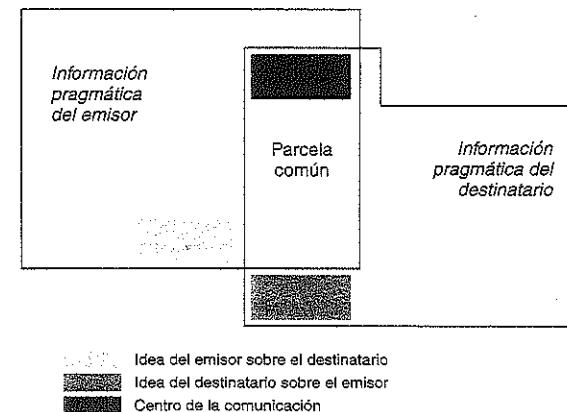 Información
pragmática
del emisor
Parcela
común
Información
pragmática del
destinatario
Idea del emisor sobre el destinatario
Idea del destinatario sobre el emisor
Centro de la comunicación